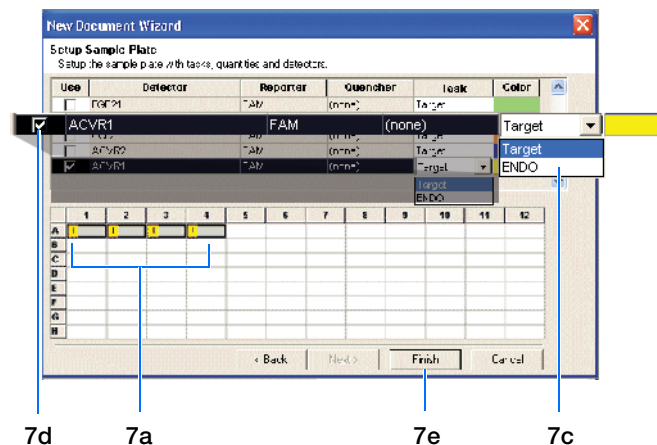 New Document Wizard
Setup Sample Plate
Setup the sample plate with tasks, quantities and detectors.
Use Detector Reporter Quencher Task Color
FGF21 FAM (none) Target
ACVR1 FAM (none) Target
Target
ENDO
ACVR2 FAM (none) Target
ACVR1 FAM (none) Target
Target
ENDO
1 2 3 4 5 6 7 8 9 10 11 12
A
B
C
D
E
F
G
H
< Back Next > Finish Cancel
7d 7a 7e 7c